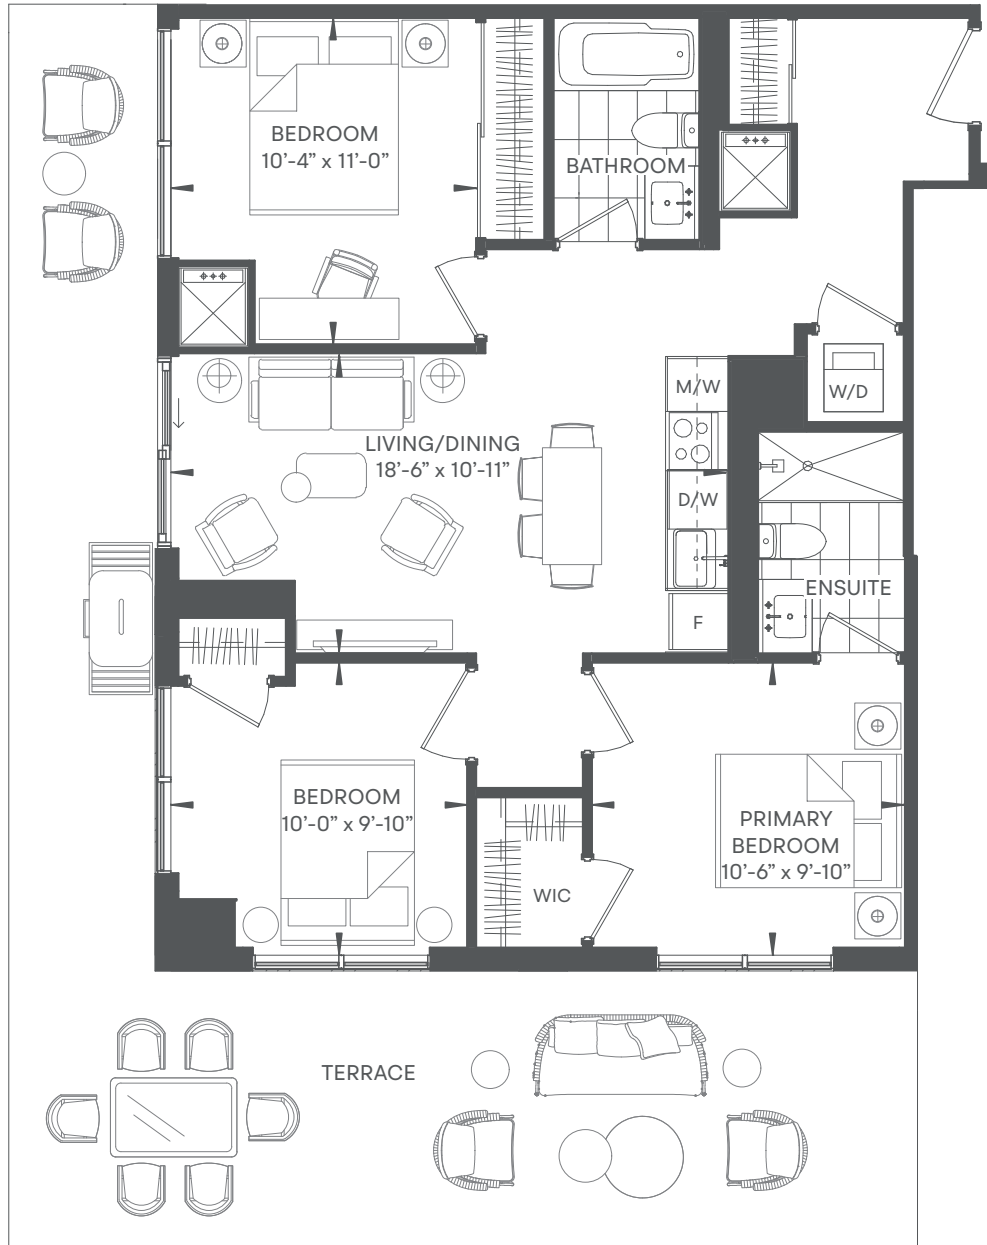 BEDROOM
10’-4” x 11’-0”
BATHROOM
M/W
W/D
LIVING/DINING
18’-6” x 10’-11”
D/W
ENSUITE
F
BEDROOM
10’-0” x 9’-10”
PRIMARY
BEDROOM
10’-6” x 9’-10”
WIC
TERRACE